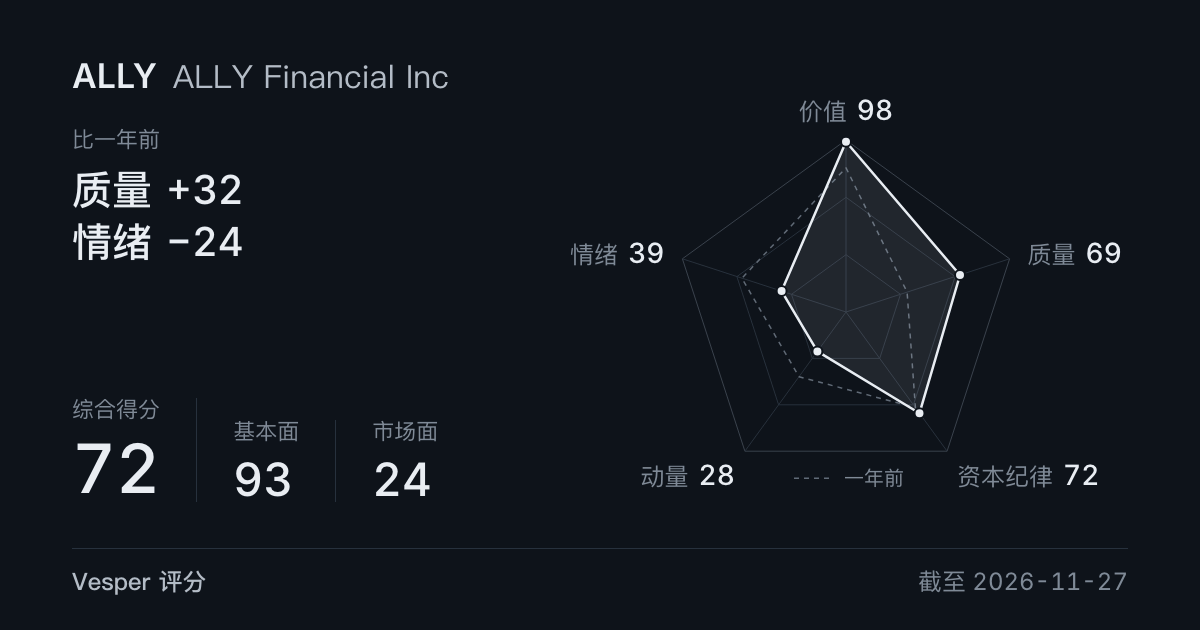 ALLY ALLY Financial Inc
比一年前
质量 +32
情绪 −24
价值 98
情绪 39
质量 69
动量 28
---- 一年前
资本纪律 72
综合得分
72
基本面
93
市场面
24
Vesper 评分
截至 2026-11-27